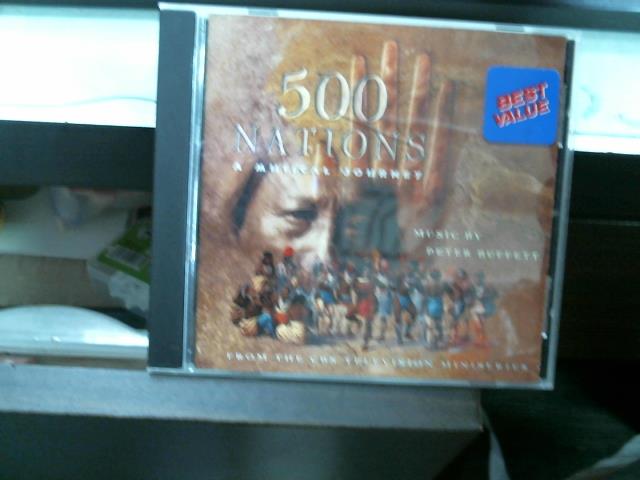 500
NATIONS
A MUSICAL JOURNEY
BEST
VALUE
MUSIC BY
PETER BUFFETT
FROM THE CBS TELEVISION MINISERIES